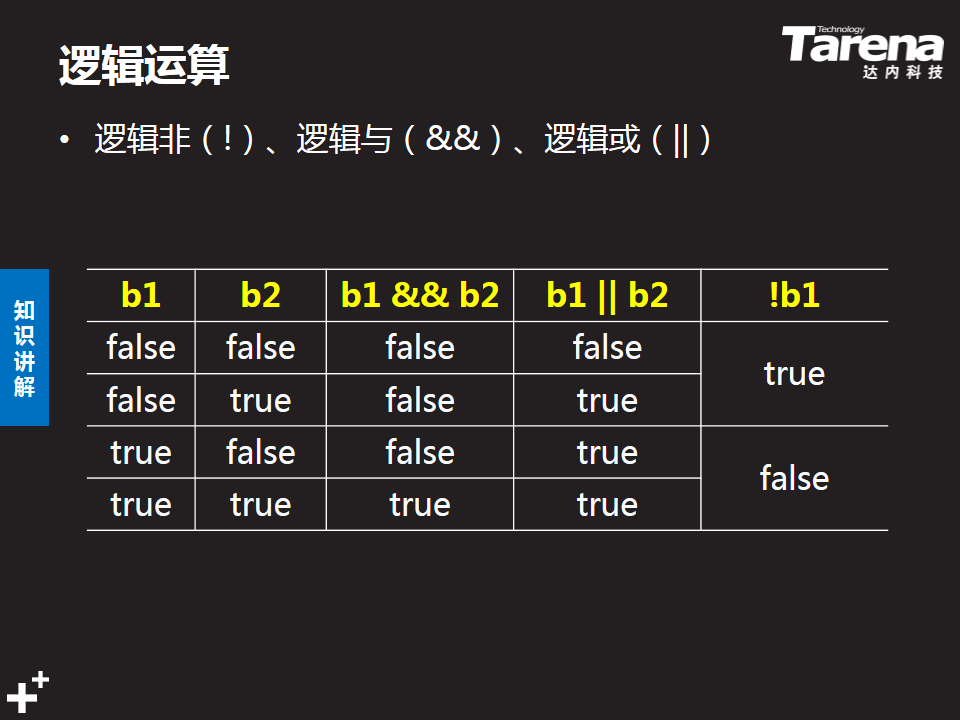 逻辑运算
Technology
Tarena
达内科技
• 逻辑非（!）、逻辑与（&&）、逻辑或（||）
知识讲解
b1 b2 b1 && b2 b1 || b2 !b1
false false false false true
false true false true
true false false true false
true true true true